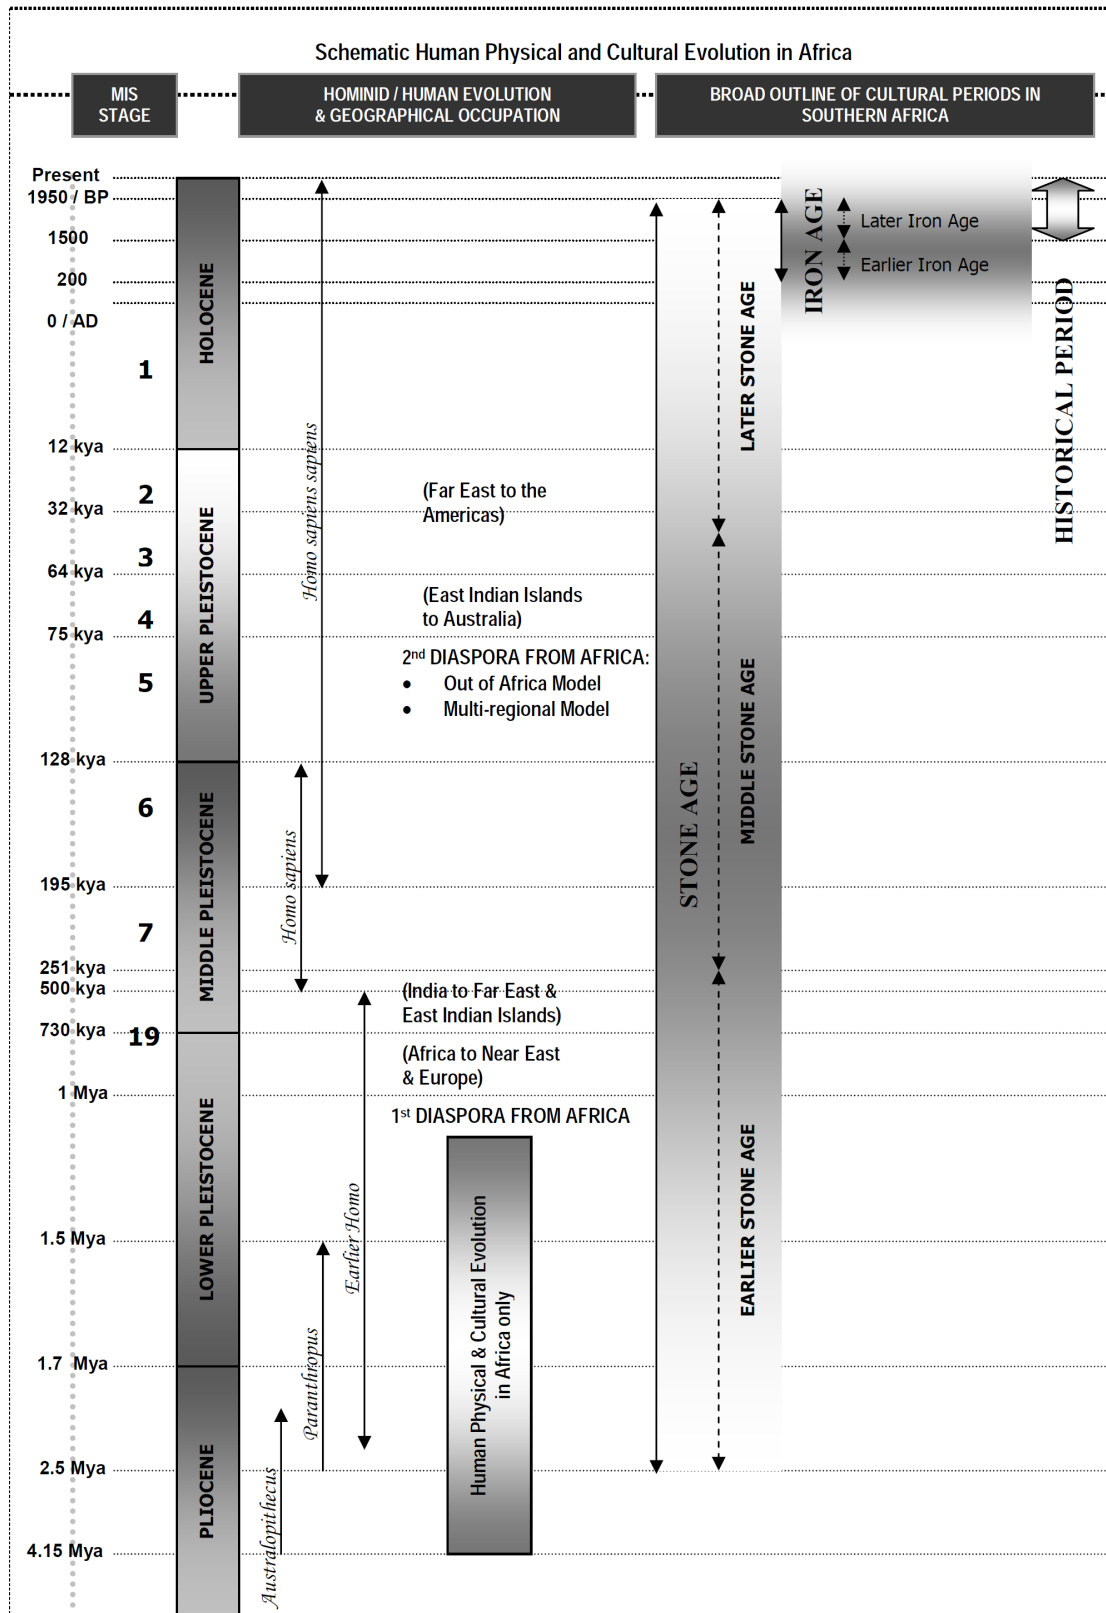 Schematic Human Physical and Cultural Evolution in Africa
MIS
STAGE
HOMINID / HUMAN EVOLUTION
& GEOGRAPHICAL OCCUPATION
BROAD OUTLINE OF CULTURAL PERIODS IN
SOUTHERN AFRICA
Present
1950 / BP
1500
200
0 / AD
12 kya
32 kya
64 kya
75 kya
128 kya
195 kya
251 kya
500 kya
730 kya
1 Mya
1.5 Mya
1.7 Mya
2.5 Mya
4.15 Mya
1
2
3
4
5
6
7
19
HOLOCENE
UPPER PLEISTOCENE
MIDDLE PLEISTOCENE
LOWER PLEISTOCENE
PLIOCENE
Homo sapiens sapiens
Homo sapiens
Earlier Homo
Paranthropus
Australopithecus
(Far East to the
Americas)
(East Indian Islands
to Australia)
2nd DIASPORA FROM AFRICA:
• Out of Africa Model
• Multi-regional Model
(India to Far East &
East Indian Islands)
(Africa to Near East
& Europe)
1st DIASPORA FROM AFRICA
Human Physical & Cultural Evolution
in Africa only
STONE AGE
LATER STONE AGE
MIDDLE STONE AGE
EARLIER STONE AGE
IRON AGE
Later Iron Age
Earlier Iron Age
HISTORICAL PERIOD